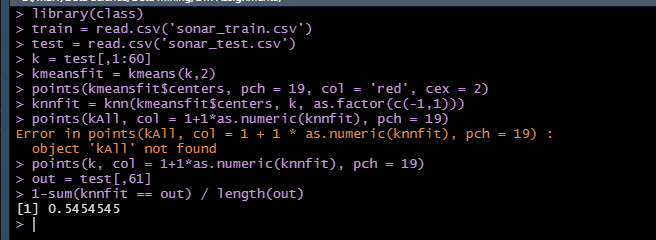 > library(class)
> train = read.csv('sonar_train.csv')
> test = read.csv('sonar_test.csv')
> k = test[,1:60]
> kmeansfit = kmeans(k,2)
> points(kmeansfit$centers, pch = 19, col = 'red', cex = 2)
> knnfit = knn(kmeansfit$centers, k, as.factor(c(-1,1)))
> points(kAll, col = 1+1*as.numeric(knnfit), pch = 19)
Error in points(kAll, col = 1 + 1 * as.numeric(knnfit), pch = 19) :
  object 'kAll' not found
> points(k, col = 1+1*as.numeric(knnfit), pch = 19)
> out = test[,61]
> 1-sum(knnfit == out) / length(out)
[1] 0.5454545
>